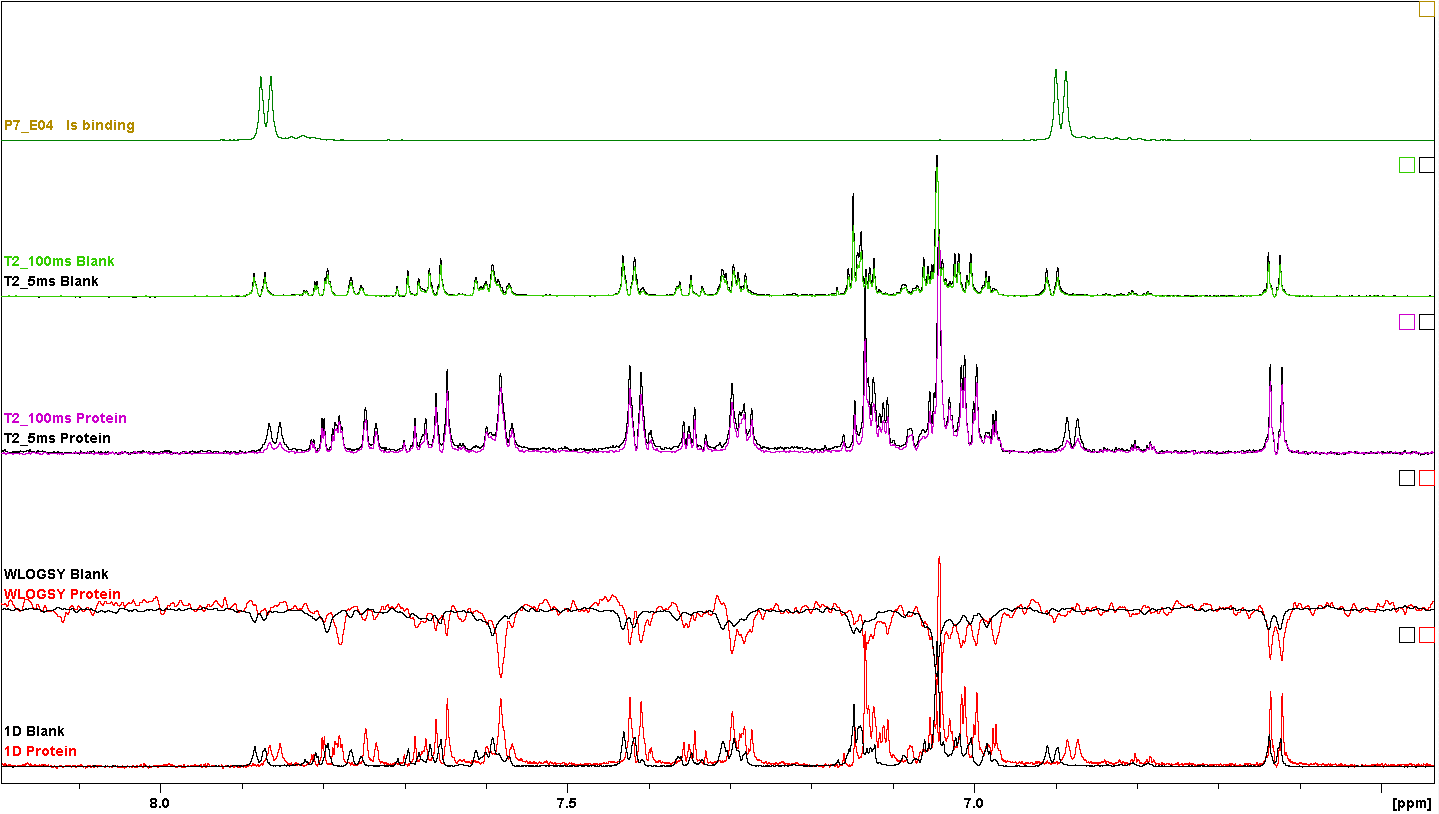 P7_E04 Is binding
T2_100ms Blank
T2_5ms Blank
T2_100ms Protein
T2_5ms Protein
WLOGSY Blank
WLOGSY Protein
1D Blank
1D Protein
8.0 7.5 7.0 [ppm]